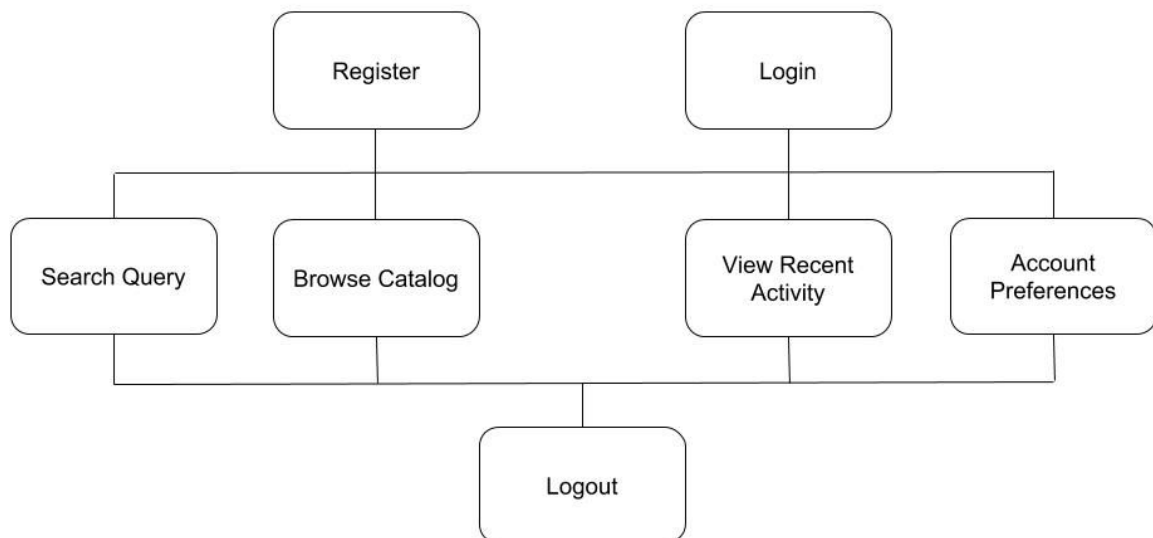 Register
Login
Search Query
Browse Catalog
View Recent
Activity
Account
Preferences
Logout